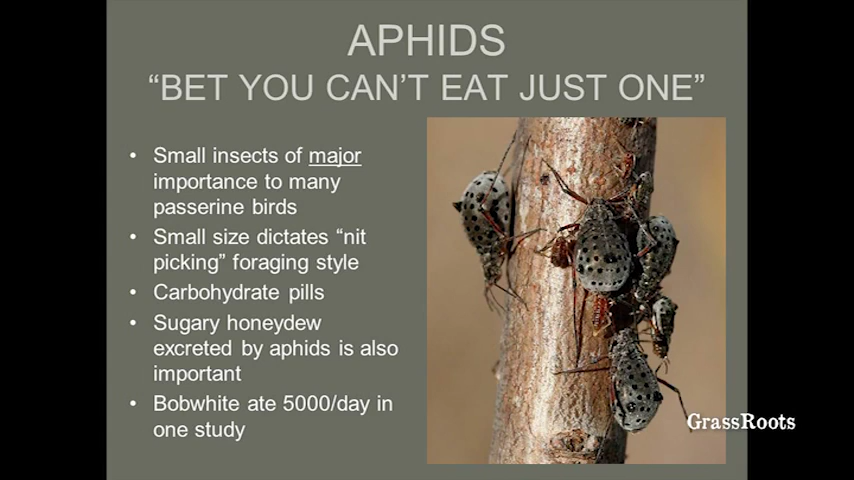 APHIDS
“BET YOU CAN’T EAT JUST ONE”
• Small insects of major
importance to many
passerine birds
• Small size dictates “nit
picking” foraging style
• Carbohydrate pills
• Sugary honeydew
excreted by aphids is also
important
• Bobwhite ate 5000/day in
one study
GrassRoots